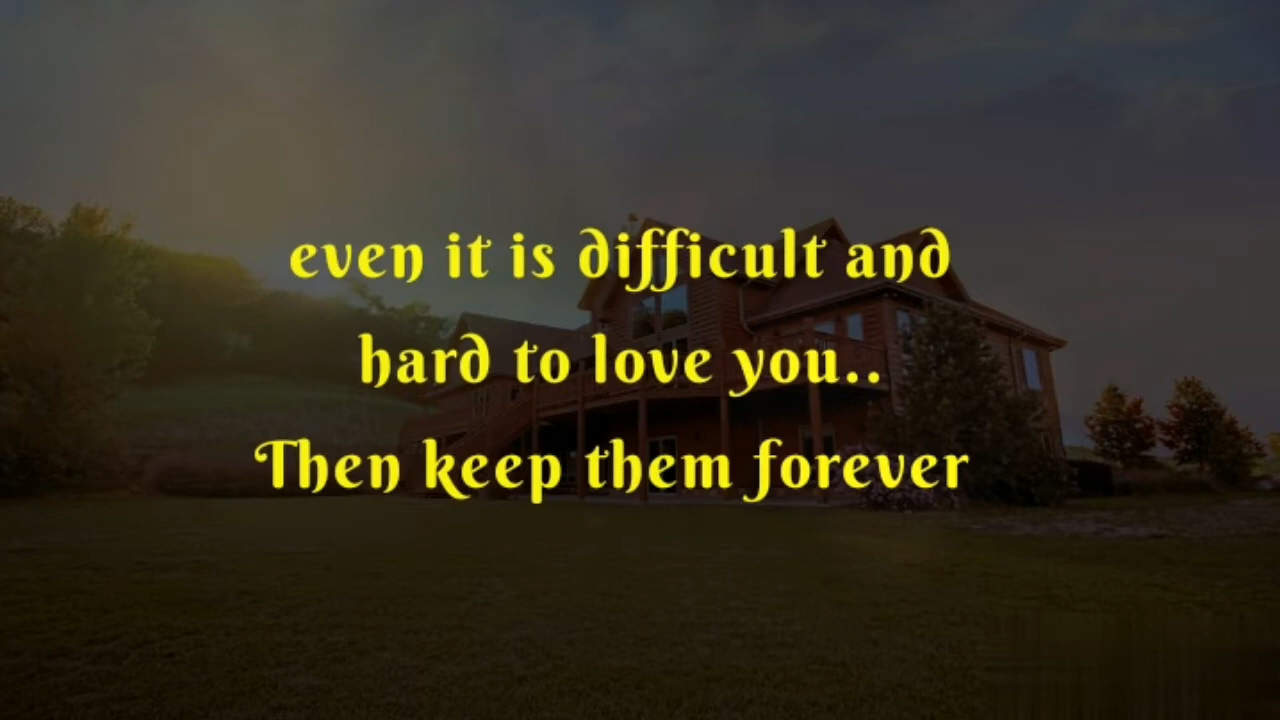 even it is difficult and
hard to love you..
Then keep them forever